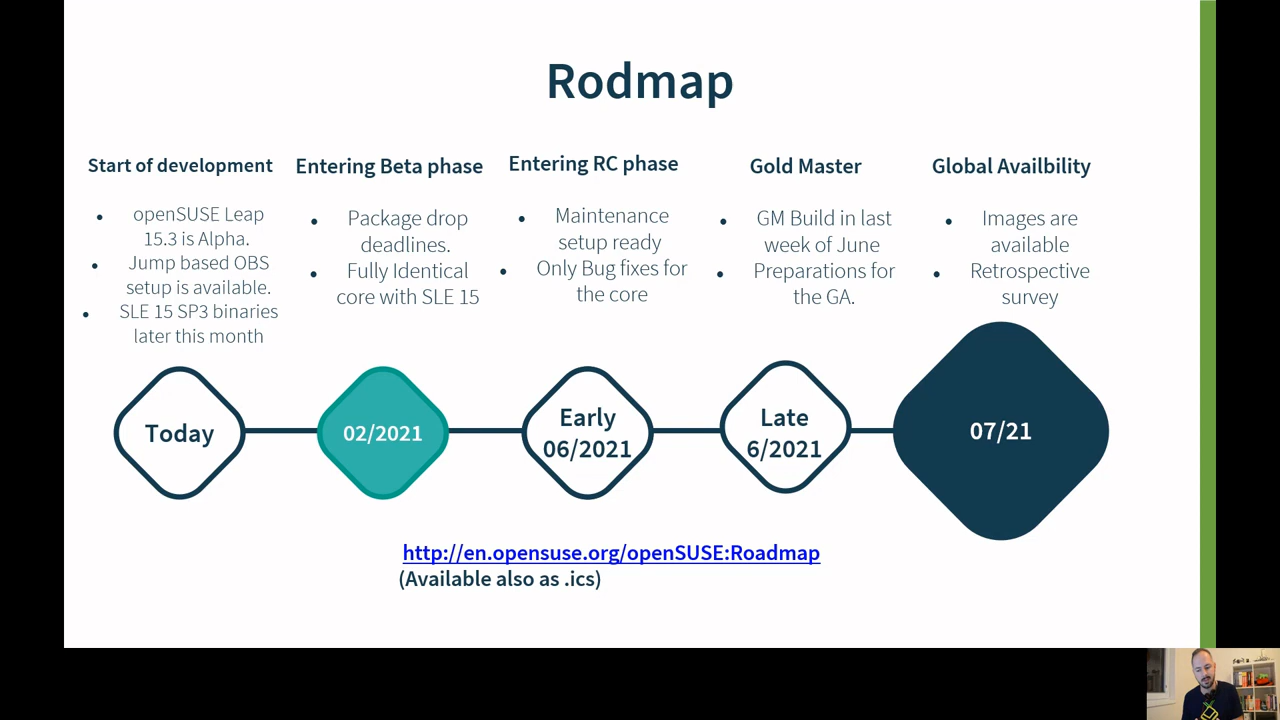 Rodmap
Start of development
openSUSE Leap
15.3 is Alpha.
Jump based OBS
setup is available.
SLE 15 SP3 binaries
later this month
Entering Beta phase
Package drop
deadlines.
Fully Identical
core with SLE 15
Entering RC phase
Maintenance
setup ready
Only Bug fixes for
the core
Gold Master
GM Build in last
week of June
Preparations for
the GA.
Global Availbility
Images are
available
Retrospective
survey
Today
02/2021
Early
06/2021
Late
6/2021
07/21
http://en.opensuse.org/openSUSE:Roadmap
(Available also as .ics)